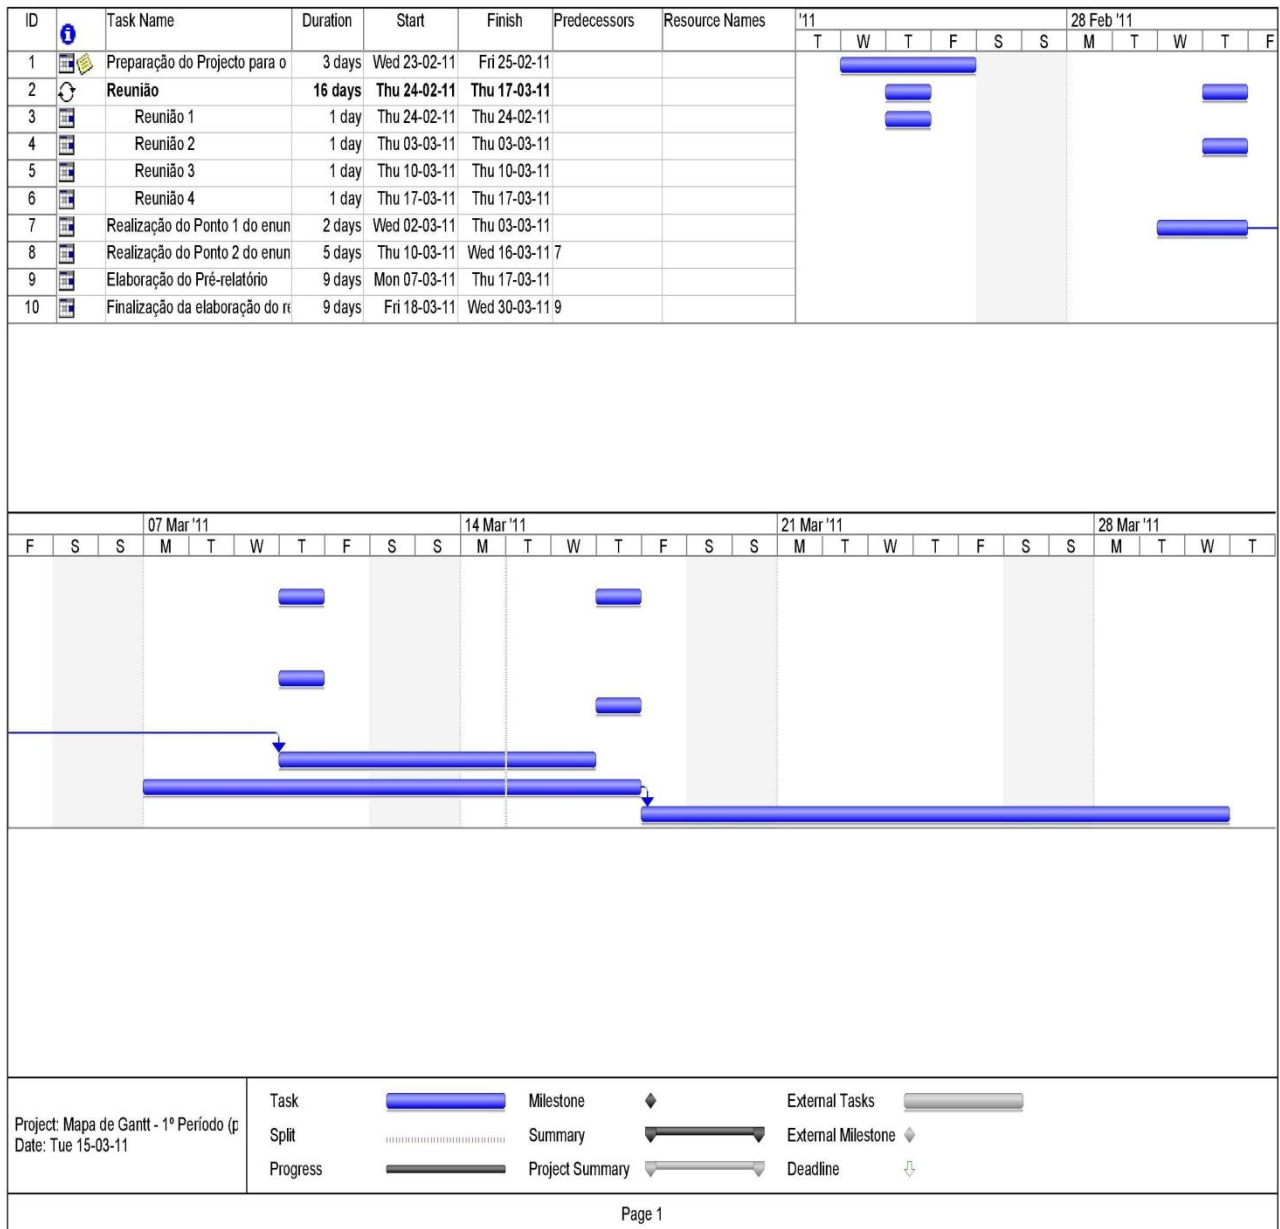 ID Task Name Duration Start Finish Predecessors Resource Names '11 28 Feb '11
T W T F S S M T W T F
1 Preparação do Projecto para o 3 days Wed 23-02-11 Fri 25-02-11
2 Reunião 16 days Thu 24-02-11 Thu 17-03-11
3 Reunião 1 1 day Thu 24-02-11 Thu 24-02-11
4 Reunião 2 1 day Thu 03-03-11 Thu 03-03-11
5 Reunião 3 1 day Thu 10-03-11 Thu 10-03-11
6 Reunião 4 1 day Thu 17-03-11 Thu 17-03-11
7 Realização do Ponto 1 do enun 2 days Wed 02-03-11 Thu 03-03-11
8 Realização do Ponto 2 do enun 5 days Thu 10-03-11 Wed 16-03-11 7
9 Elaboração do Pré-relatório 9 days Mon 07-03-11 Thu 17-03-11
10 Finalização da elaboração do re 9 days Fri 18-03-11 Wed 30-03-11 9
07 Mar '11 14 Mar '11 21 Mar '11 28 Mar '11
F S S M T W T F S S M T W T F S S M T W T F S S M T W T
Project: Mapa de Gantt - 1º Período (p
Date: Tue 15-03-11
Task Milestone External Tasks
Split Summary External Milestone
Progress Project Summary Deadline
Page 1